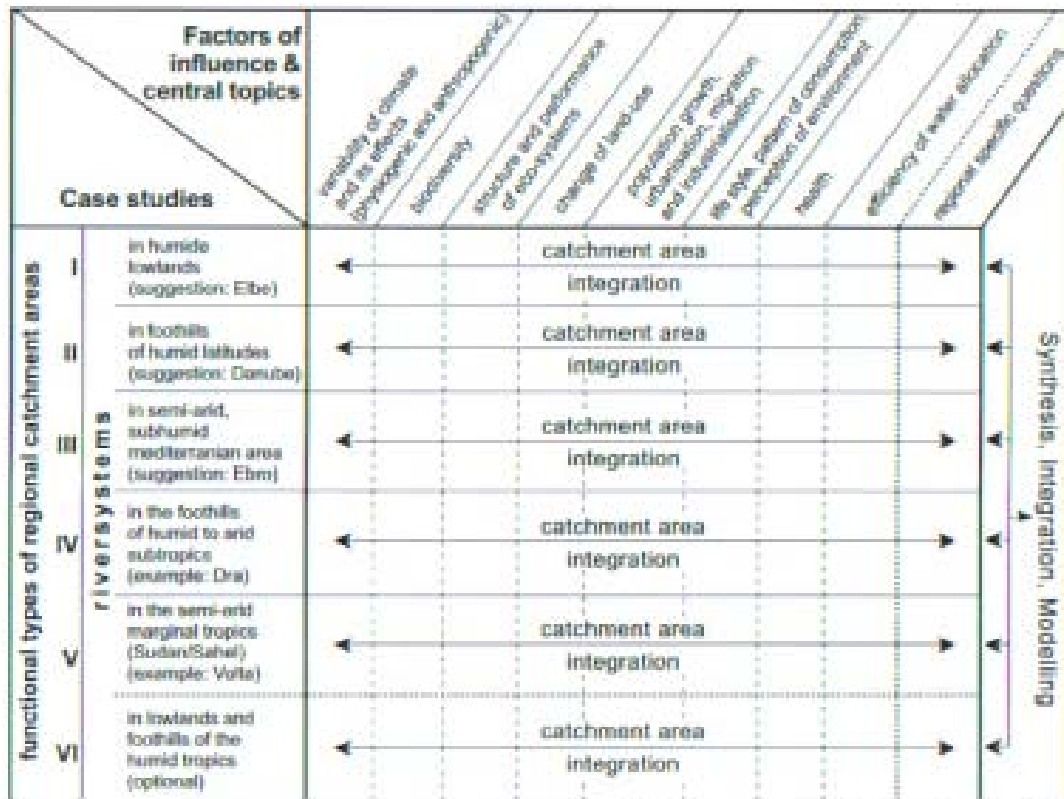 Factors of
influence &
central topics
Case studies
variability of climate
and its effects
(physiogenic and anthropogenic)
biodiversity
structure and performance
of eco-systems
change of land-use
population growth,
urbanisation, migration
and industrialisation
life style, pattern of consumption
perception of environment
health
efficiency of water allocation
regional specific questions
functional types of regional catchment areas
riversystems
I
in humide
lowlands
(suggestion: Elbe)
catchment area
integration
II
in foothills
of humid latitudes
(suggestion: Danube)
catchment area
integration
III
in semi-arid,
subhumid
mediterranean area
(suggestion: Ebro)
catchment area
integration
IV
in the foothills
of humid to arid
subtropics
(example: Dra)
catchment area
integration
V
in the semi-arid
marginal tropics
(Sudan/Sahel)
(example: Volta)
catchment area
integration
VI
in lowlands and
foothills of the
humid tropics
(optional)
catchment area
integration
Synthesis, Integration, Modelling